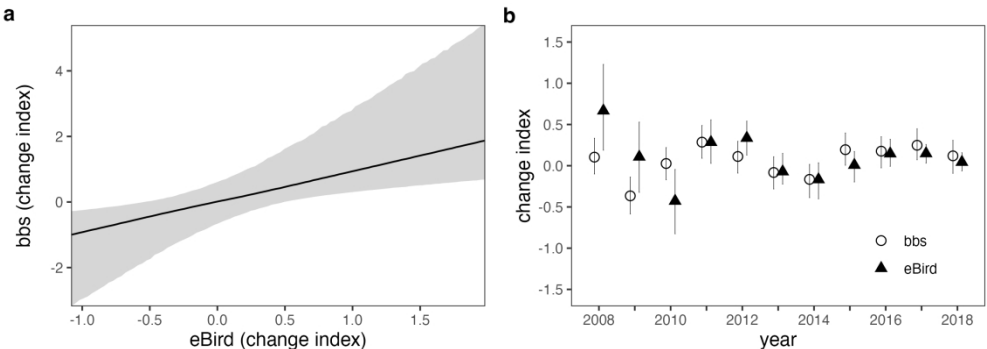 a
bbs (change index)
4
2
0
-2
-1.0 -0.5 0.0 0.5 1.0 1.5
eBird (change index)
b
change index
1.5
1.0
0.5
0.0
-0.5
-1.0
-1.5
bbs
eBird
2008 2010 2012 2014 2016 2018
year